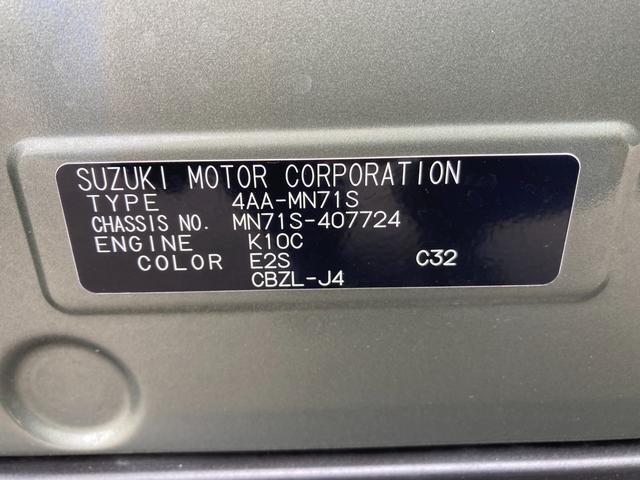 SUZUKI MOTOR CORPORATION
TYPE 4AA-MN71S
CHASSIS NO. MN71S-407724
ENGINE K10C
COLOR E2S C32
CBZL-J4